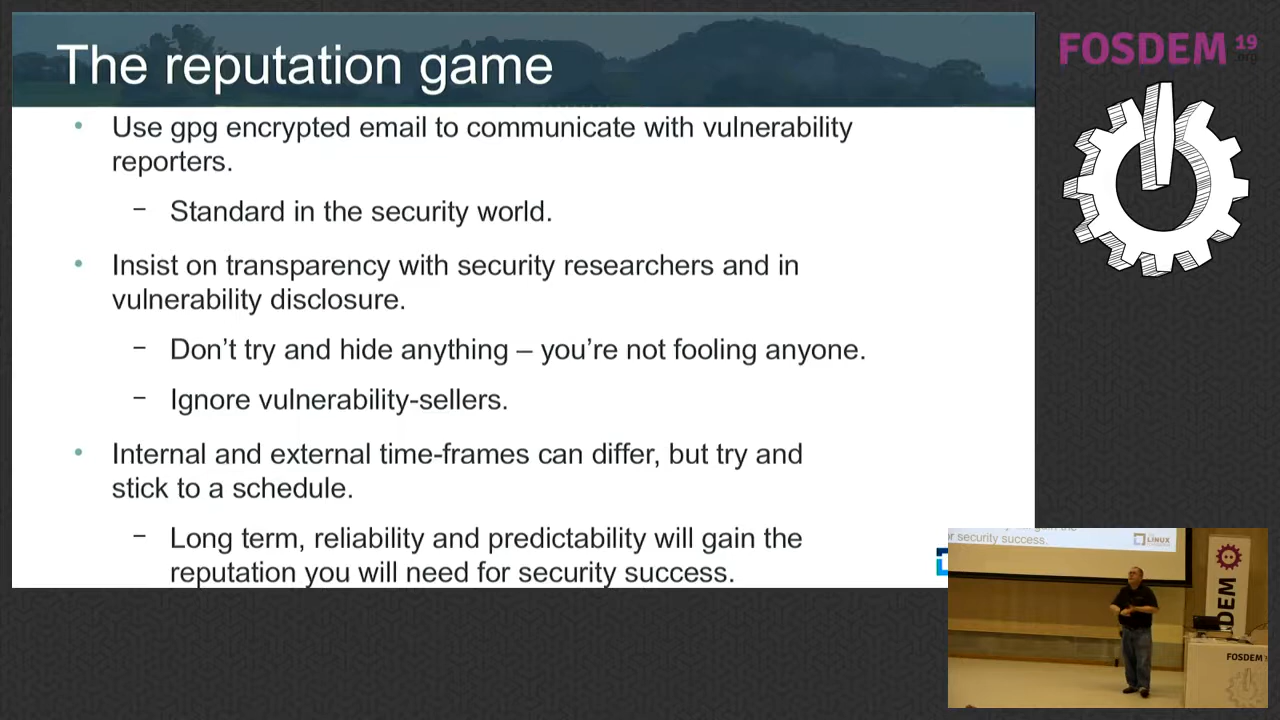 The reputation game
FOSDEM 19
.org
• Use gpg encrypted email to communicate with vulnerability
reporters.
– Standard in the security world.
• Insist on transparency with security researchers and in
vulnerability disclosure.
– Don’t try and hide anything – you’re not fooling anyone.
– Ignore vulnerability-sellers.
• Internal and external time-frames can differ, but try and
stick to a schedule.
– Long term, reliability and predictability will gain the
reputation you will need for security success.
or security success.
LINUX
DEM
FOSDEM